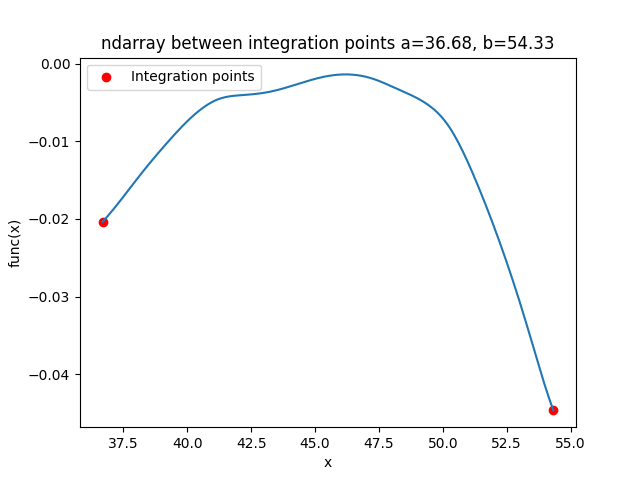 ndarray between integration points a=36.68, b=54.33
Integration points
0.00
−0.01
−0.02
−0.03
−0.04
func(x)
37.5 40.0 42.5 45.0 47.5 50.0 52.5 55.0
x